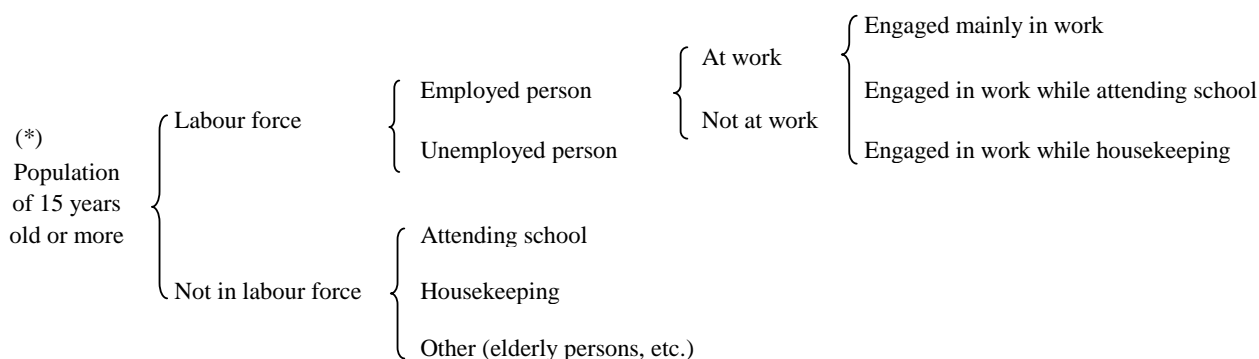 Engaged mainly in work
At work
Employed person
Engaged in work while attending school
Labour force
Not at work
(*)
Unemployed person
Engaged in work while housekeeping
Population
of 15 years
old or more
Attending school
Not in labour force
Housekeeping
Other (elderly persons, etc.)